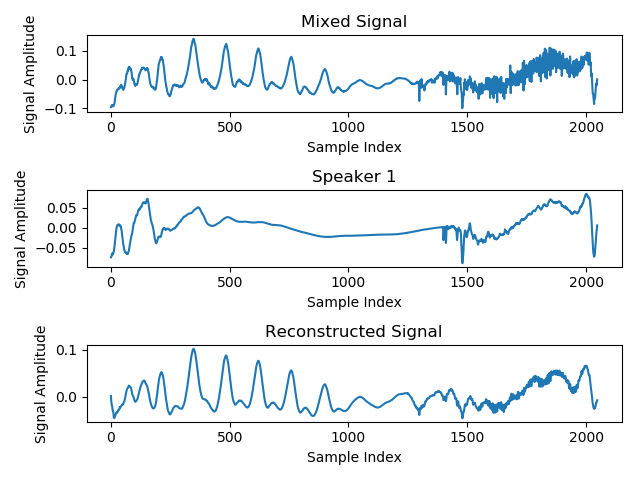 Mixed Signal
Signal Amplitude
0.1
0.0
−0.1
0
500
1000
1500
2000
Sample Index
Speaker 1
Signal Amplitude
0.05
0.00
−0.05
0
500
1000
1500
2000
Sample Index
Reconstructed Signal
Signal Amplitude
0.1
0.0
0
500
1000
1500
2000
Sample Index